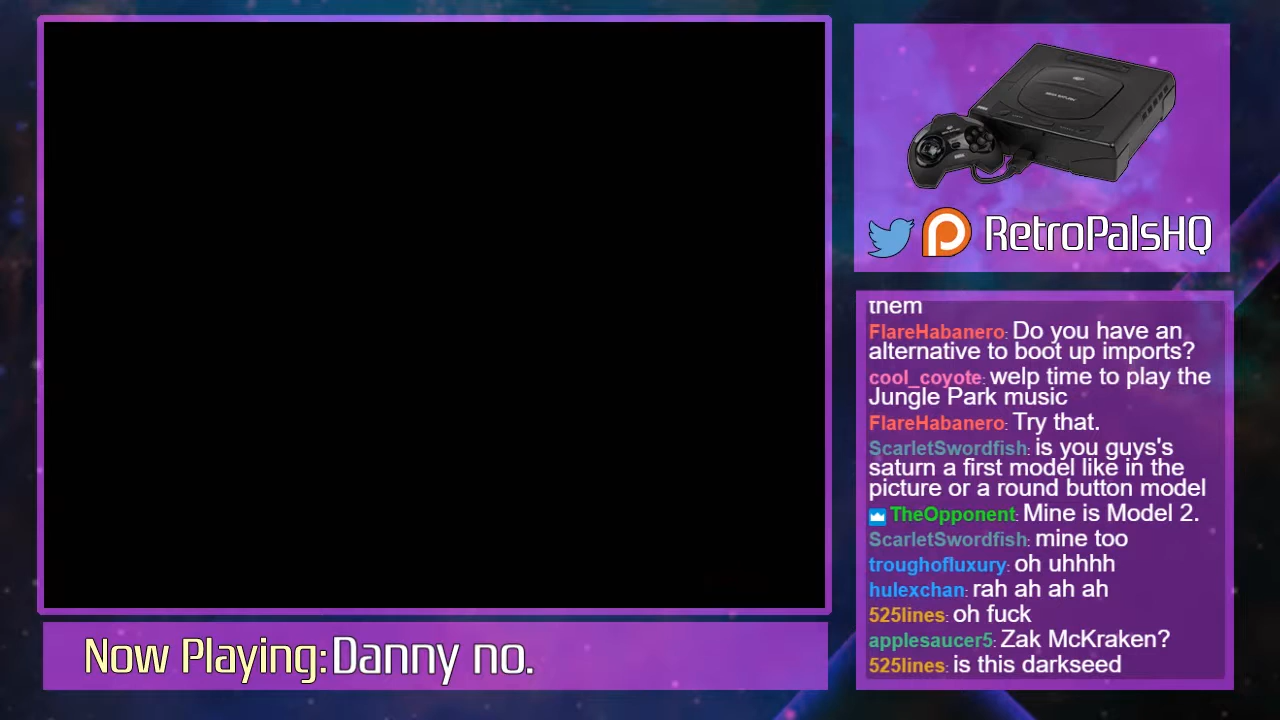 RetroPalsHQ
them
FlareHabanero: Do you have an
alternative to boot up imports?
cool_coyote: welp time to play the
Jungle Park music
FlareHabanero: Try that.
ScarletSwordfish: is you guys's
saturn a first model like in the
picture or a round button model
TheOpponent: Mine is Model 2.
ScarletSwordfish: mine too
troughofluxury: oh uhhhh
hulexchan: rah ah ah ah
525lines: oh fuck
applesaucer5: Zak McKraken?
525lines: is this darkseed
Now Playing: Danny no.